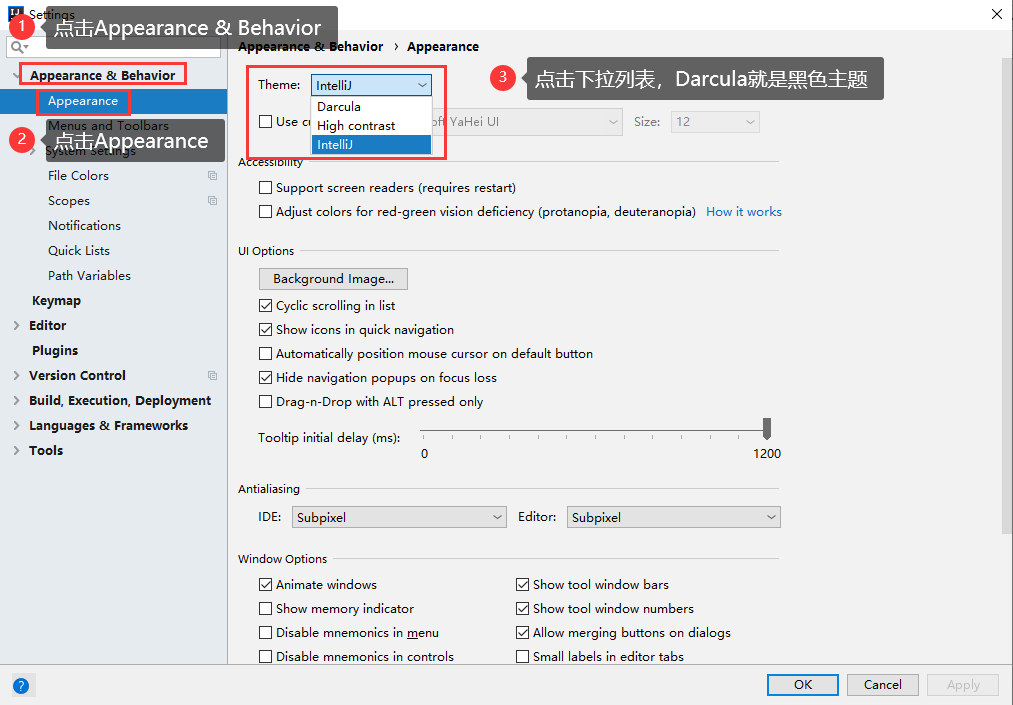 Settings
1
点击Appearance & Behavior
Appearance & Behavior › Appearance
Appearance & Behavior
Appearance
Menus and Toolbars
2
点击Appearance
System Settings
File Colors
Scopes
Notifications
Quick Lists
Path Variables
Keymap
Editor
Plugins
Version Control
Build, Execution, Deployment
Languages & Frameworks
Tools
Theme: IntelliJ
Darcula
High contrast
IntelliJ
3
点击下拉列表，Darcula就是黑色主题
Use YaHei UI Size: 12
Accessibility
Support screen readers (requires restart)
Adjust colors for red-green vision deficiency (protanopia, deuteranopia) How it works
UI Options
Background Image...
Cyclic scrolling in list
Show icons in quick navigation
Automatically position mouse cursor on default button
Hide navigation popups on focus loss
Drag-n-Drop with ALT pressed only
Tooltip initial delay (ms):
0 1200
Antialiasing
IDE: Subpixel Editor: Subpixel
Window Options
Animate windows Show tool window bars
Show memory indicator Show tool window numbers
Disable mnemonics in menu Allow merging buttons on dialogs
Disable mnemonics in controls Small labels in editor tabs
? OK Cancel Apply